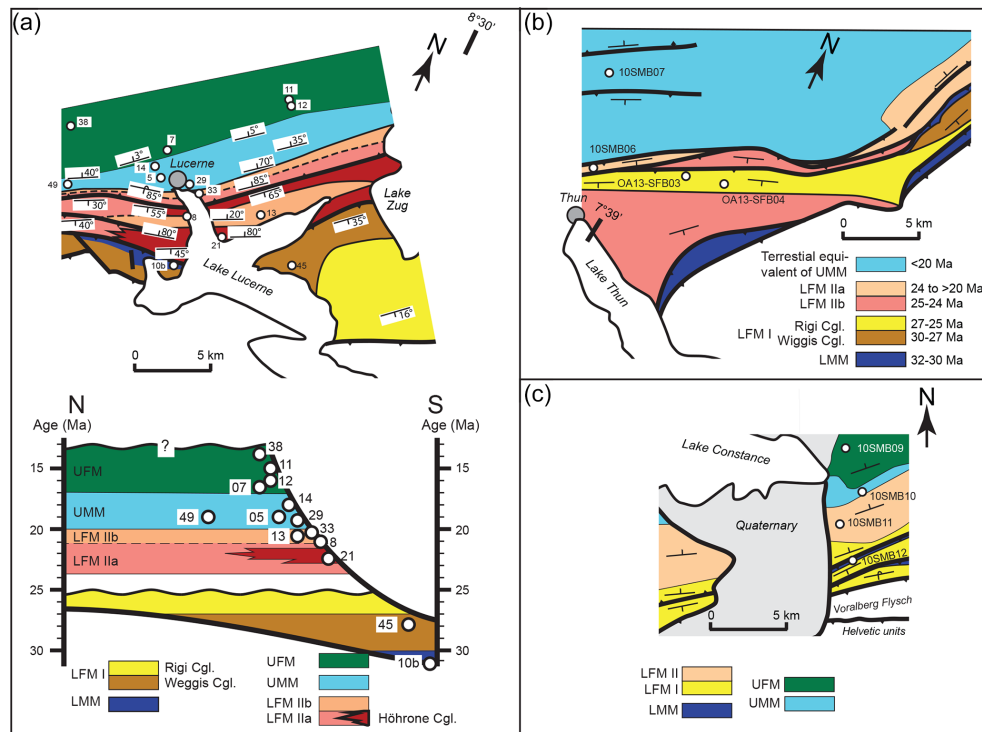 (a)
8°30'
N
11
12
38
7
5°
35°
3°
Lucerne
14
70°
40°
5
29
49
85°
33
85°
65°
30°
55°
20°
13
Lake
Zug
8
40°
80°
21
80°
35°
45°
10b
Lake Lucerne
45
16°
0 5 km
N S
Age (Ma) Age (Ma)
?
38
15 15
UFM
11
12
07
14
UMM
49
05
29
20 20
33
LFM IIb
13
8
LFM IIa
21
25 25
45
30 30
10b
LFM I
Rigi Cgl.
Weggis Cgl.
LMM
UFM
UMM
LFM IIb
LFM IIa
Höhrone Cgl.
(b)
N
10SMB07
10SMB06
OA13-SFB03
OA13-SFB04
Thun
7°39'
0 5 km
Lake Thun
Terrestial equi-
valent of UMM
<20 Ma
LFM IIa 24 to >20 Ma
LFM IIb 25-24 Ma
LFM I
Rigi Cgl. 27-25 Ma
Weggis Cgl. 30-27 Ma
LMM 32-30 Ma
(c)
N
10SMB09
Lake Constance
10SMB10
10SMB11
Quaternary
10SMB12
Voralberg Flysch
Helvetic units
0 5 km
LFM II
LFM I
LMM
UFM
UMM